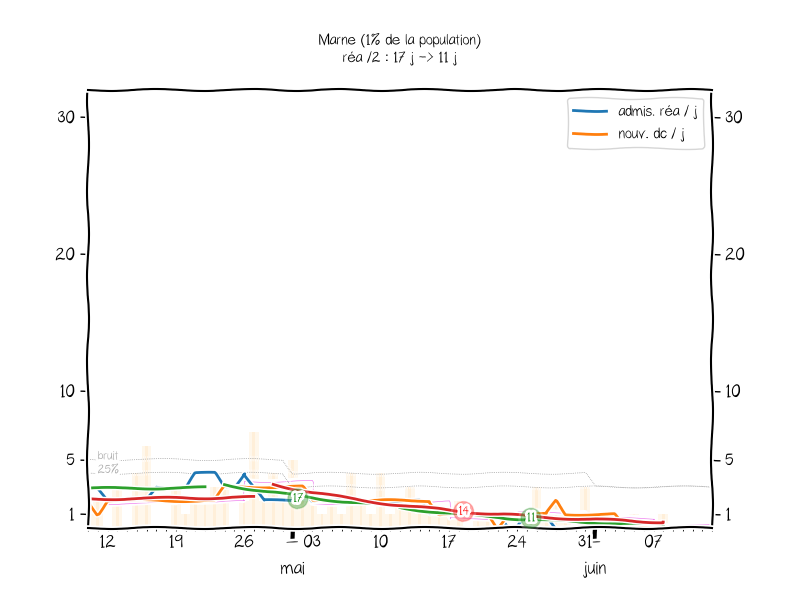 Marne (1% de la population)
réa /2 : 17 j -> 11 j
admis. réa / j
nouv. dc / j
30
30
20
20
10
10
5
5
1
1
bruit
25%
17
14
11
12 19 26 03 10 17 24 31 07
mai juin